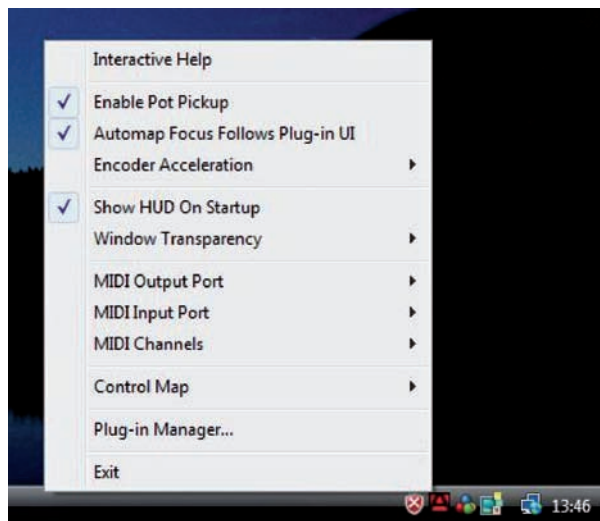 Interactive Help
Enable Pot Pickup
Automap Focus Follows Plug-in UI
Encoder Acceleration
Show HUD On Startup
Window Transparency
MIDI Output Port
MIDI Input Port
MIDI Channels
Control Map
Plug-in Manager...
Exit
13:46